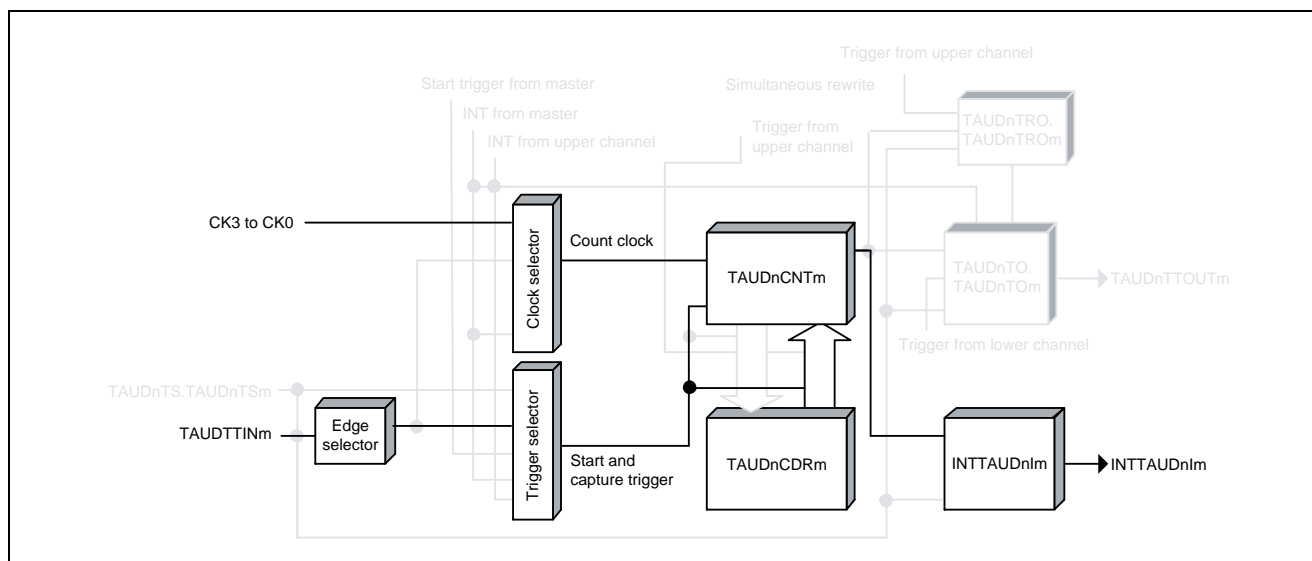 Trigger from upper channel
Start trigger from master
Simultaneous rewrite
INT from master
Trigger from
upper channel
INT from upper channel
TAUDnTRO.
TAUDnTROm
CK3 to CK0
Clock selector
Count clock
TAUDnCNTm
TAUDnTO.
TAUDnTOm
TAUDnTTOUTm
Trigger from lower channel
TAUDnTS.TAUDnTSm
TAUDTTINm
Edge
selector
Trigger selector
Start and
capture trigger
TAUDnCDRm
INTTAUDnIm
INTTAUDnIm